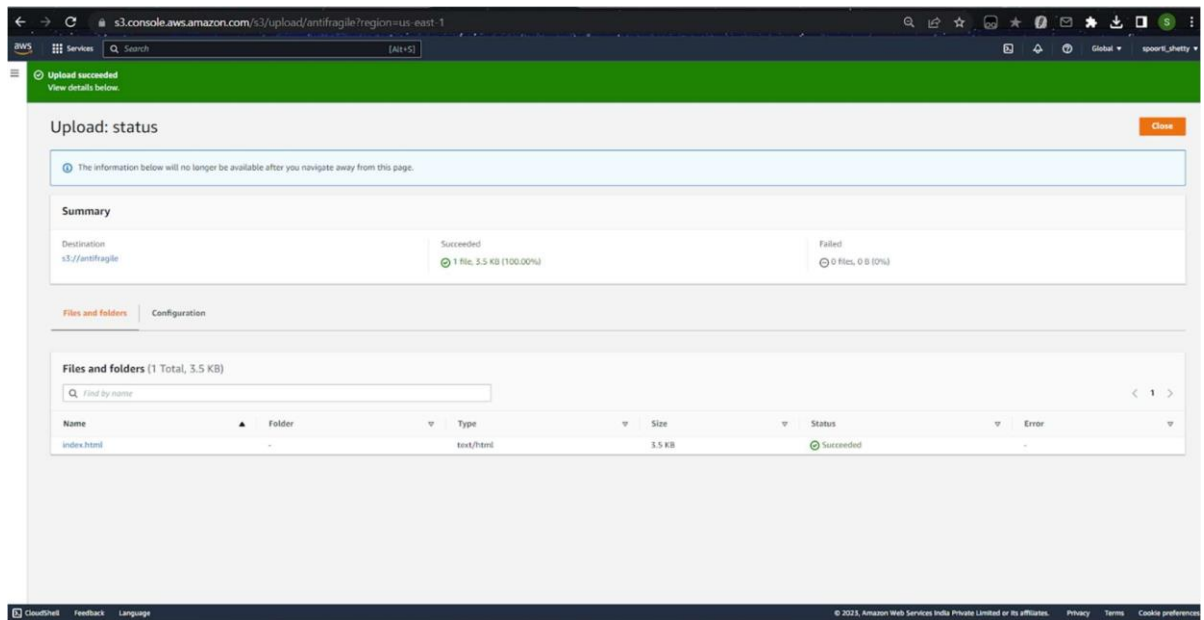 s3.console.aws.amazon.com/s3/upload/antifragile?region=us-east-1
aws Services Search [Alt+S] Global spoorti_shetty
Upload succeeded
View details below.
Upload: status Close
The information below will no longer be available after you navigate away from this page.
Summary
Destination Succeeded Failed
s3://antifragile 1 file, 3.5 KB (100.00%) 0 files, 0 B (0%)
Files and folders Configuration
Files and folders (1 Total, 3.5 KB)
Find by name 1
Name Folder Type Size Status Error
index.html - text/html 3.5 KB Succeeded -
CloudShell Feedback Language © 2023, Amazon Web Services India Private Limited or its affiliates. Privacy Terms Cookie preferences